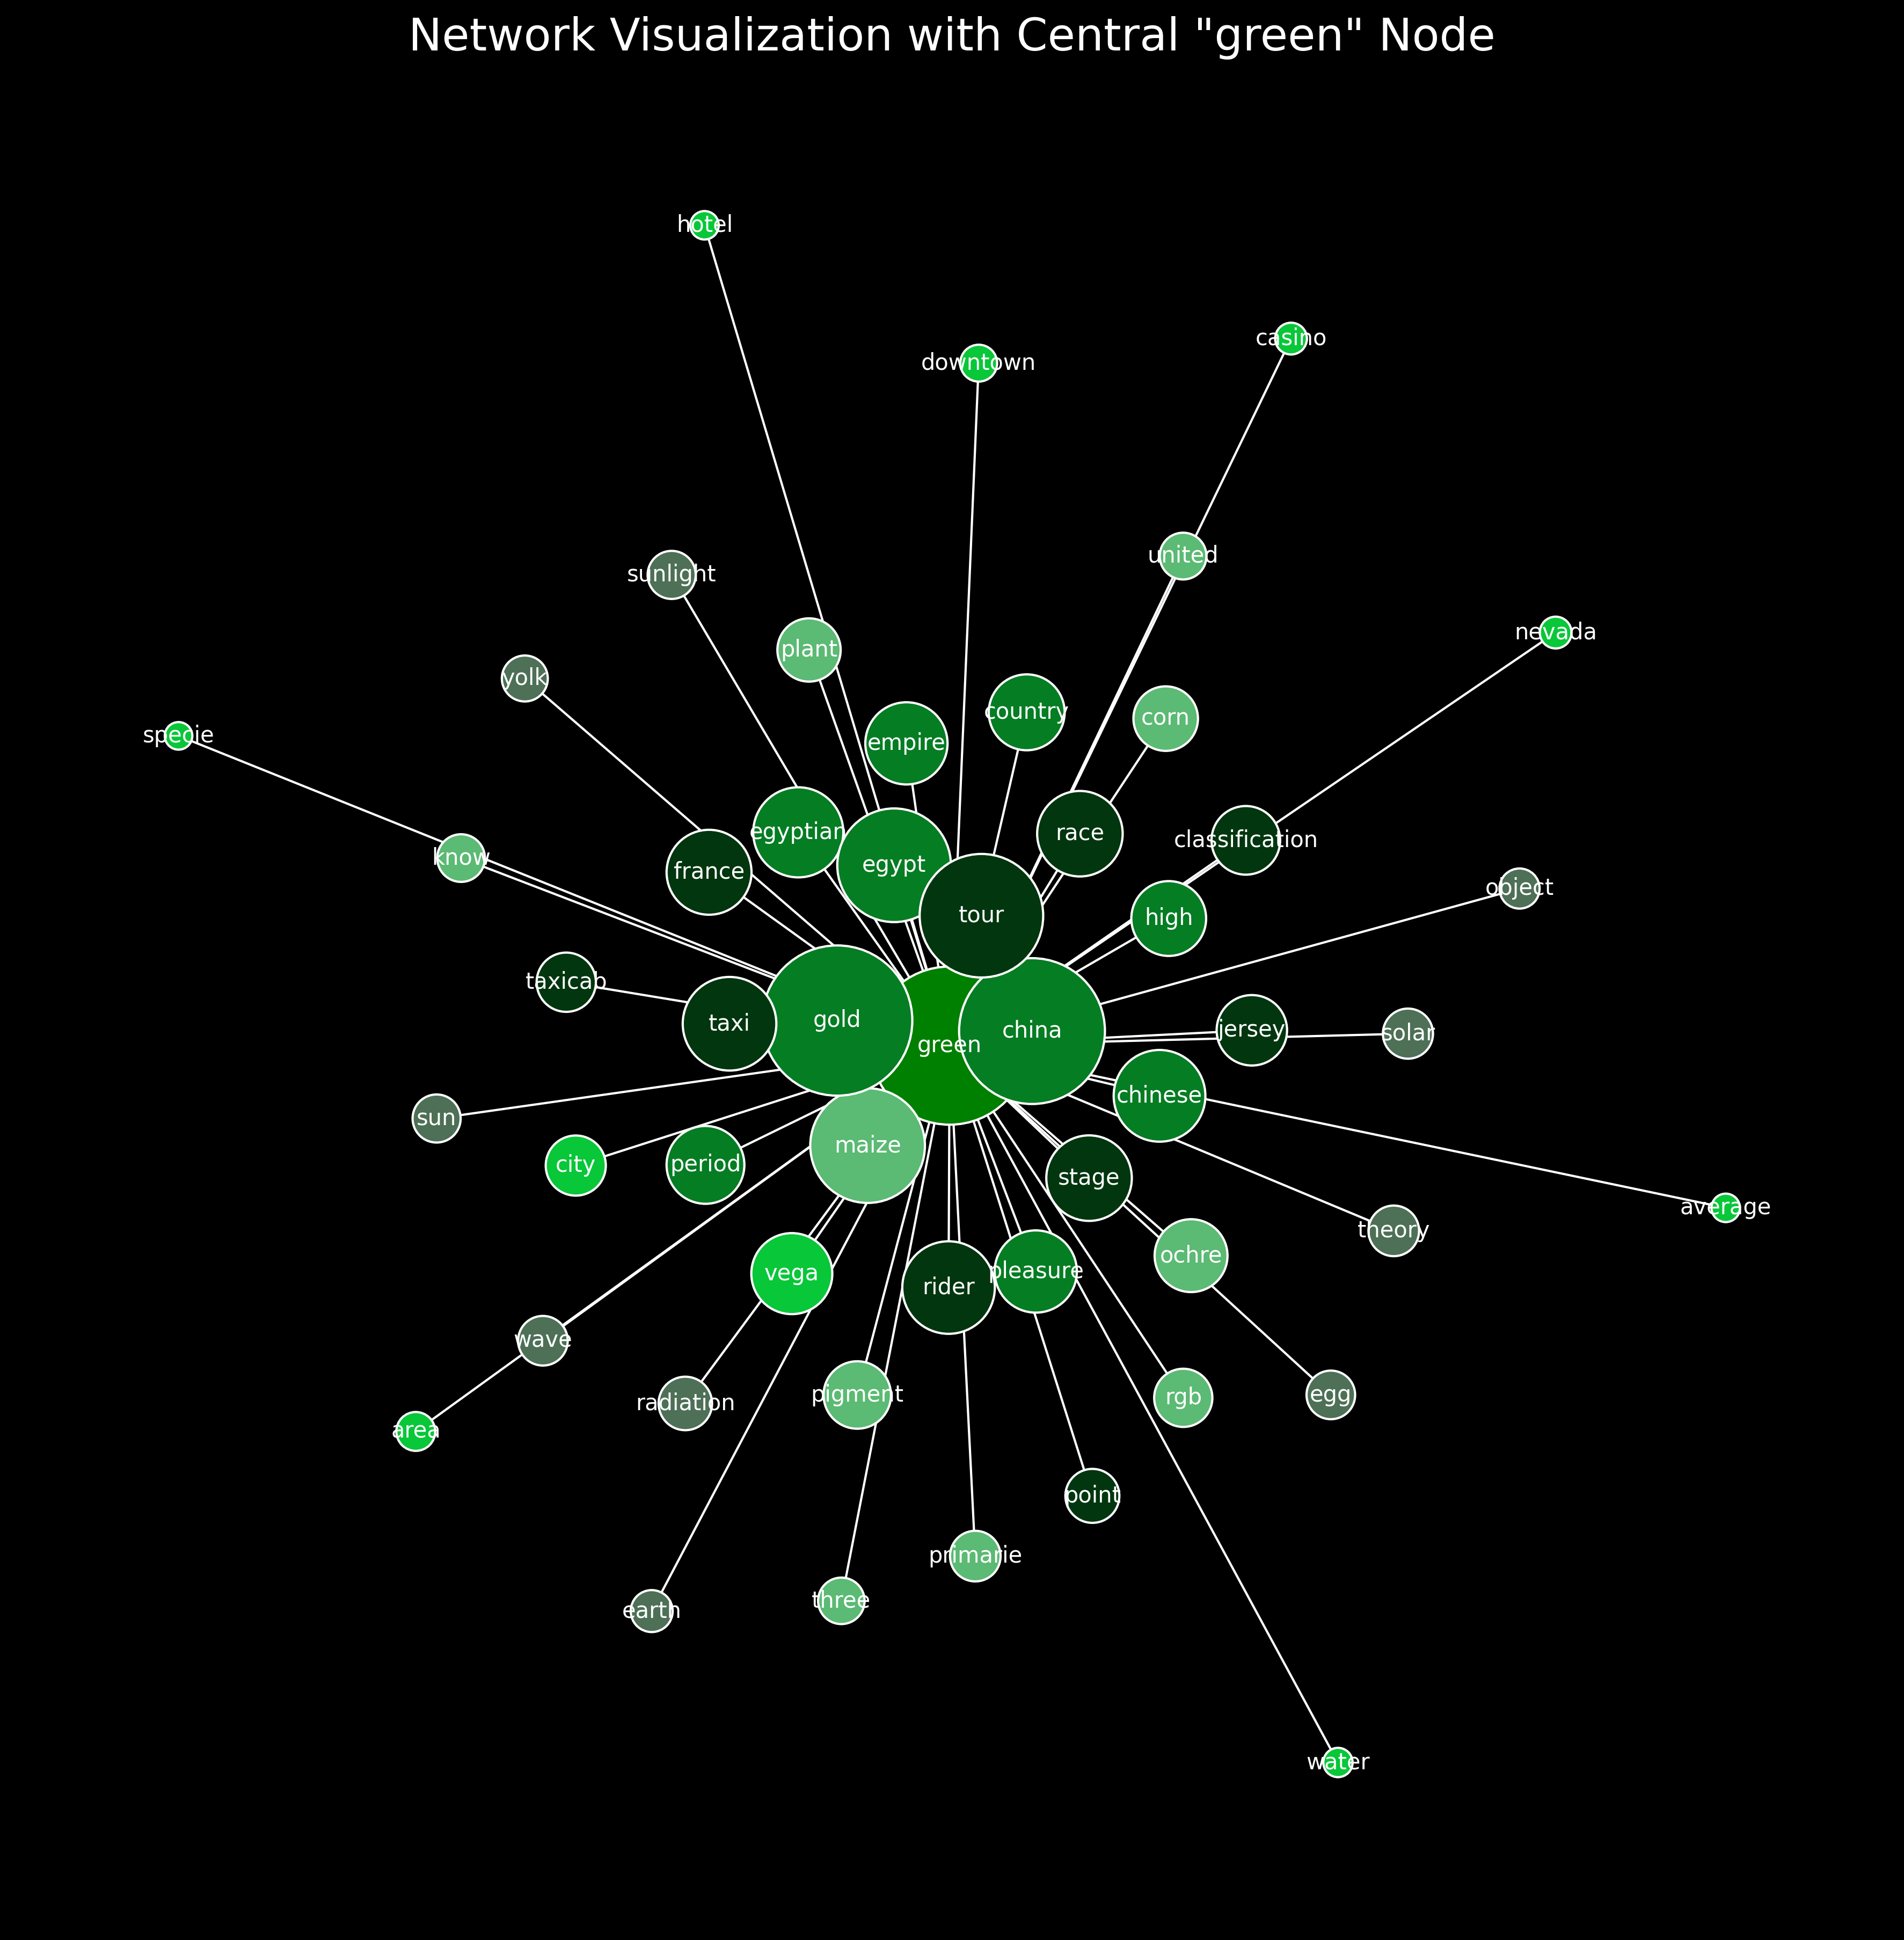 Network Visualization with Central "green" Node
hotel
casino
downtown
united
sunlight
nevada
plant
yolk
country
corn
specie
empire
egyptian
race
classification
know
egypt
france
object
tour
high
taxicab
gold
taxi
china
jersey
solar
green
chinese
sun
maize
city
period
stage
average
theory
ochre
vega
pleasure
rider
wave
radiation
pigment
rgb
egg
area
point
primarie
three
earth
water